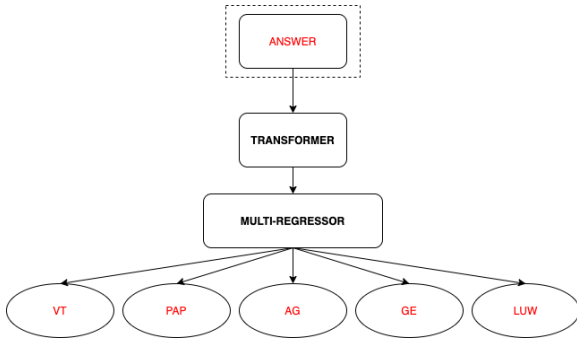 ANSWER
TRANSFORMER
MULTI-REGRESSOR
VT PAP AG GE LUW